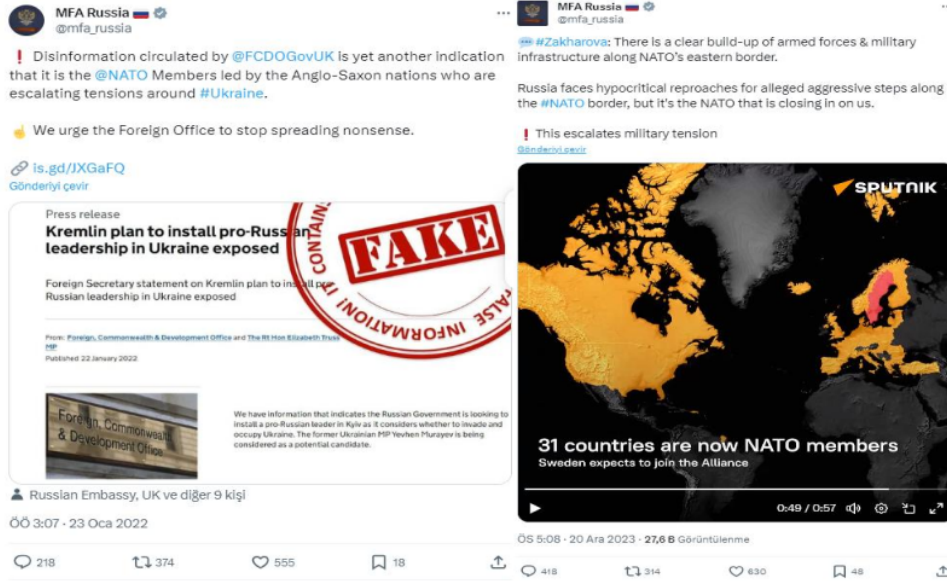 MFA Russia
@mfa_russia
Disinformation circulated by @FCDOGovUK is yet another indication
that it is the @NATO Members led by the Anglo-Saxon nations who are
escalating tensions around #Ukraine.
We urge the Foreign Office to stop spreading nonsense.
is.gd/JXGaFQ
Gönderiyi çevir
Press release
Kremlin plan to install pro-Russian
leadership in Ukraine exposed
Foreign Secretary statement on Kremlin plan to install pro-
Russian leadership in Ukraine exposed
From: Foreign, Commonwealth & Development Office and The Rt Hon Elizabeth Truss
MP
Published 22 January 2022
FAKE
CONTAINS
FALSE INFORMATION! IT
Foreign, Commonwealth
& Development Office
We have information that indicates the Russian Government is looking to
install a pro-Russian leader in Kyiv as it considers whether to invade and
occupy Ukraine. The former Ukrainian MP Yevhen Murayev is being
considered as a potential candidate.
Russian Embassy, UK ve diğer 9 kişi
ÖÖ 3:07 · 23 Oca 2022
218 374 555 18
MFA Russia
@mfa_russia
#Zakharova: There is a clear build-up of armed forces & military
infrastructure along NATO's eastern border.
Russia faces hypocritical reproaches for alleged aggressive steps along
the #NATO border, but it's the NATO that is closing in on us.
This escalates military tension
Gönderiyi çevir
SPUTNIK
31 countries are now NATO members
Sweden expects to join the Alliance
0:49 / 0:57
ÖS 5:08 · 20 Ara 2023 · 27,6 B Görüntülenme
418 314 630 48